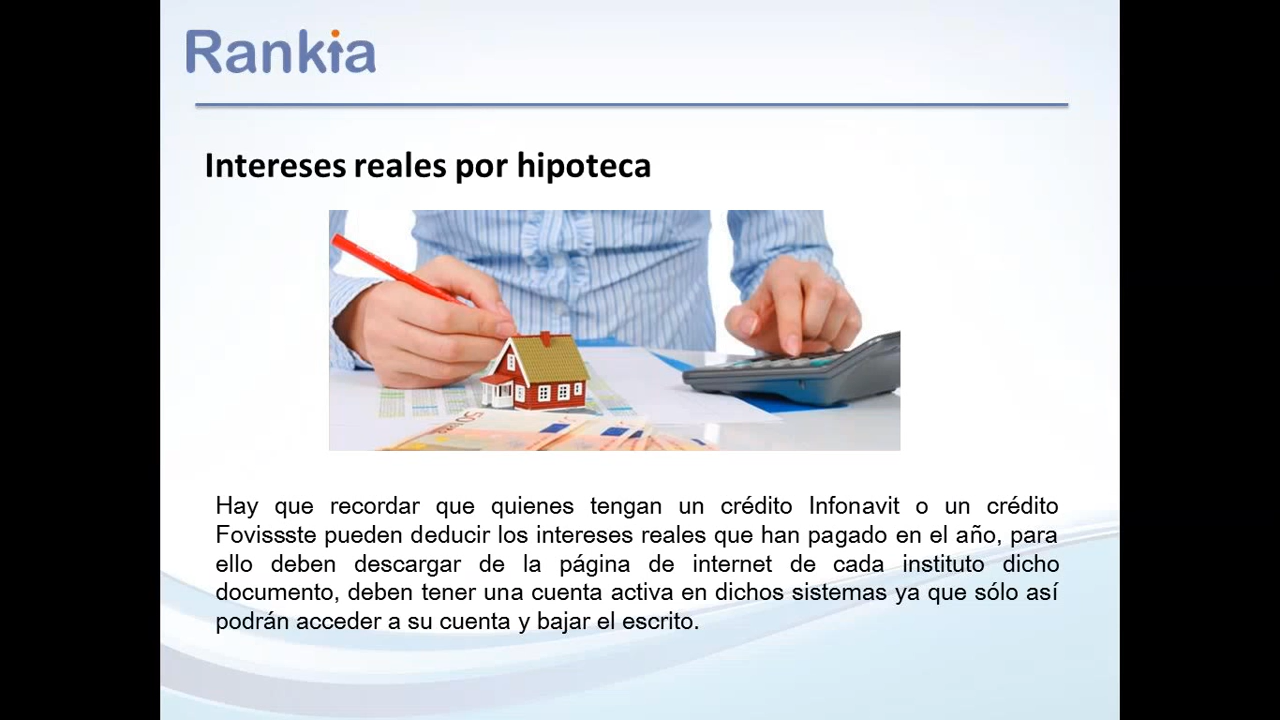 Rankia
Intereses reales por hipoteca
50
Hay que recordar que quienes tengan un crédito Infonavit o un crédito
Fovissste pueden deducir los intereses reales que han pagado en el año, para
ello deben descargar de la página de internet de cada instituto dicho
documento, deben tener una cuenta activa en dichos sistemas ya que sólo así
podrán acceder a su cuenta y bajar el escrito.